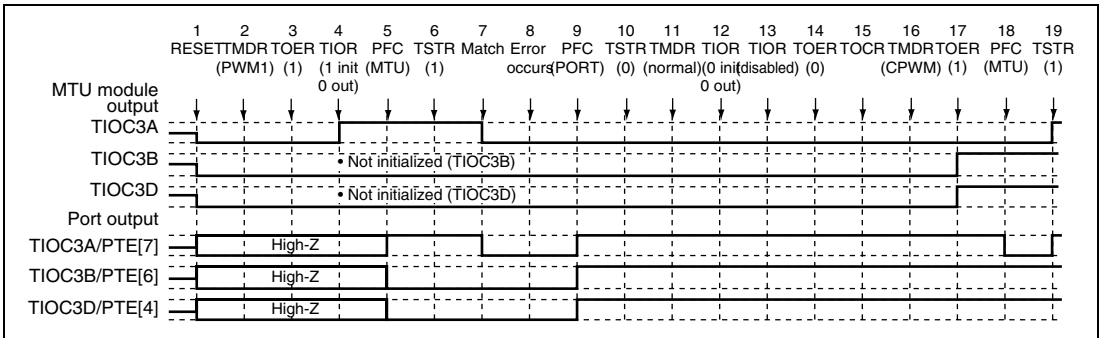 1 2 3 4 5 6 7 8 9 10 11 12 13 14 15 16 17 18 19
RESET TMDR TOER TIOR PFC TSTR Match Error PFC TSTR TMDR TIOR TIOR TOER TOCR TMDR TOER PFC TSTR
(PWM1) (1) (1 init (MTU) (1) occurs (PORT) (0) (normal) (0 init (disabled) (0) (CPWM) (1) (MTU) (1)
0 out) 0 out)
MTU module
output
TIOC3A
TIOC3B
• Not initialized (TIOC3B)
TIOC3D
• Not initialized (TIOC3D)
Port output
TIOC3A/PTE[7]
High-Z
TIOC3B/PTE[6]
High-Z
TIOC3D/PTE[4]
High-Z